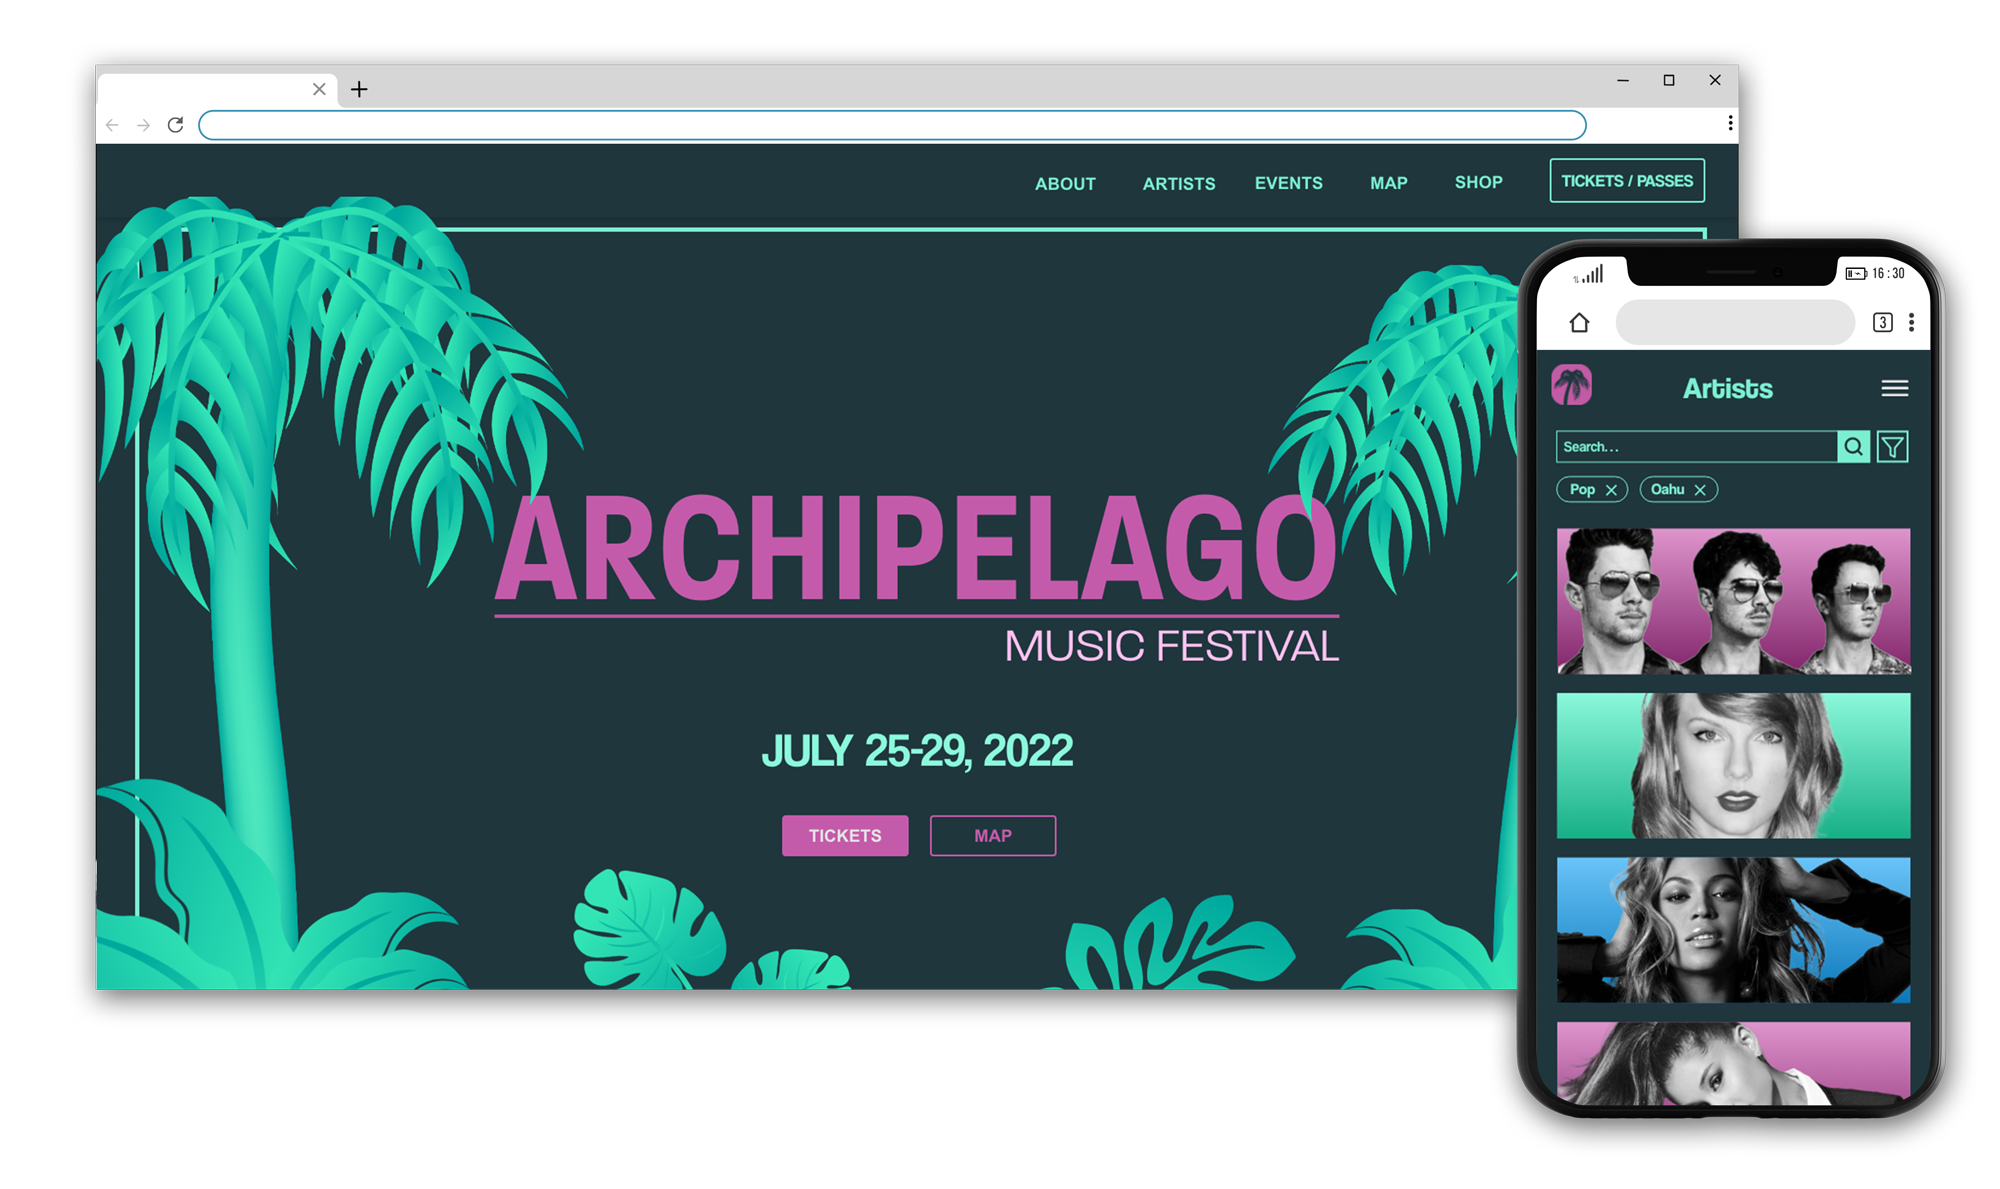 ABOUT ARTISTS EVENTS MAP SHOP TICKETS / PASSES
ARCHIPELAGO
MUSIC FESTIVAL
JULY 25-29, 2022
TICKETS MAP
16:30
3
Artists
Search...
Pop Oahu